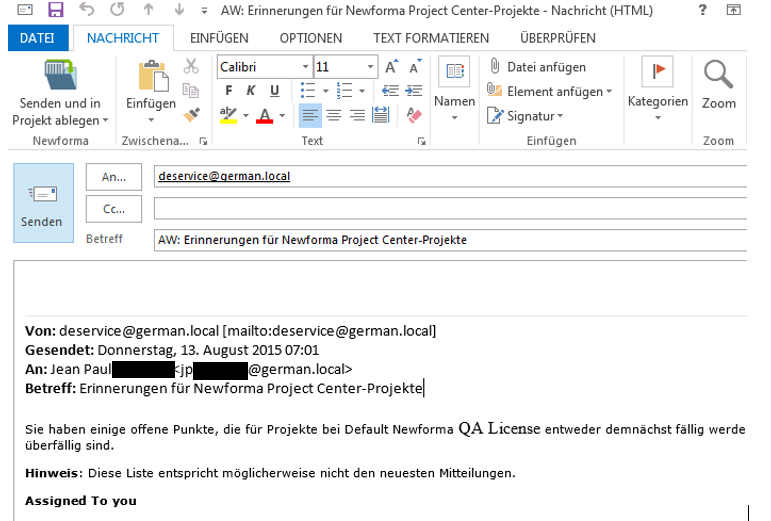 AW: Erinnerungen für Newforma Project Center-Projekte - Nachricht (HTML) ?
DATEI NACHRICHT EINFÜGEN OPTIONEN TEXT FORMATIEREN ÜBERPRÜFEN
Senden und in
Projekt ablegen
Newforma
Einfügen
Zwischena...
Calibri 11 A A
F K U A
Text
Namen
Datei anfügen
Element anfügen
Signatur
Einfügen
Kategorien
Zoom
Zoom
Senden
An... deservice@german.local
Cc...
Betreff AW: Erinnerungen für Newforma Project Center-Projekte
Von: deservice@german.local [mailto:deservice@german.local]
Gesendet: Donnerstag, 13. August 2015 07:01
An: Jean Paul <jp @german.local>
Betreff: Erinnerungen für Newforma Project Center-Projekte
Sie haben einige offene Punkte, die für Projekte bei Default Newforma QA License entweder demnächst fällig werde
überfällig sind.
Hinweis: Diese Liste entspricht möglicherweise nicht den neuesten Mitteilungen.
Assigned To you